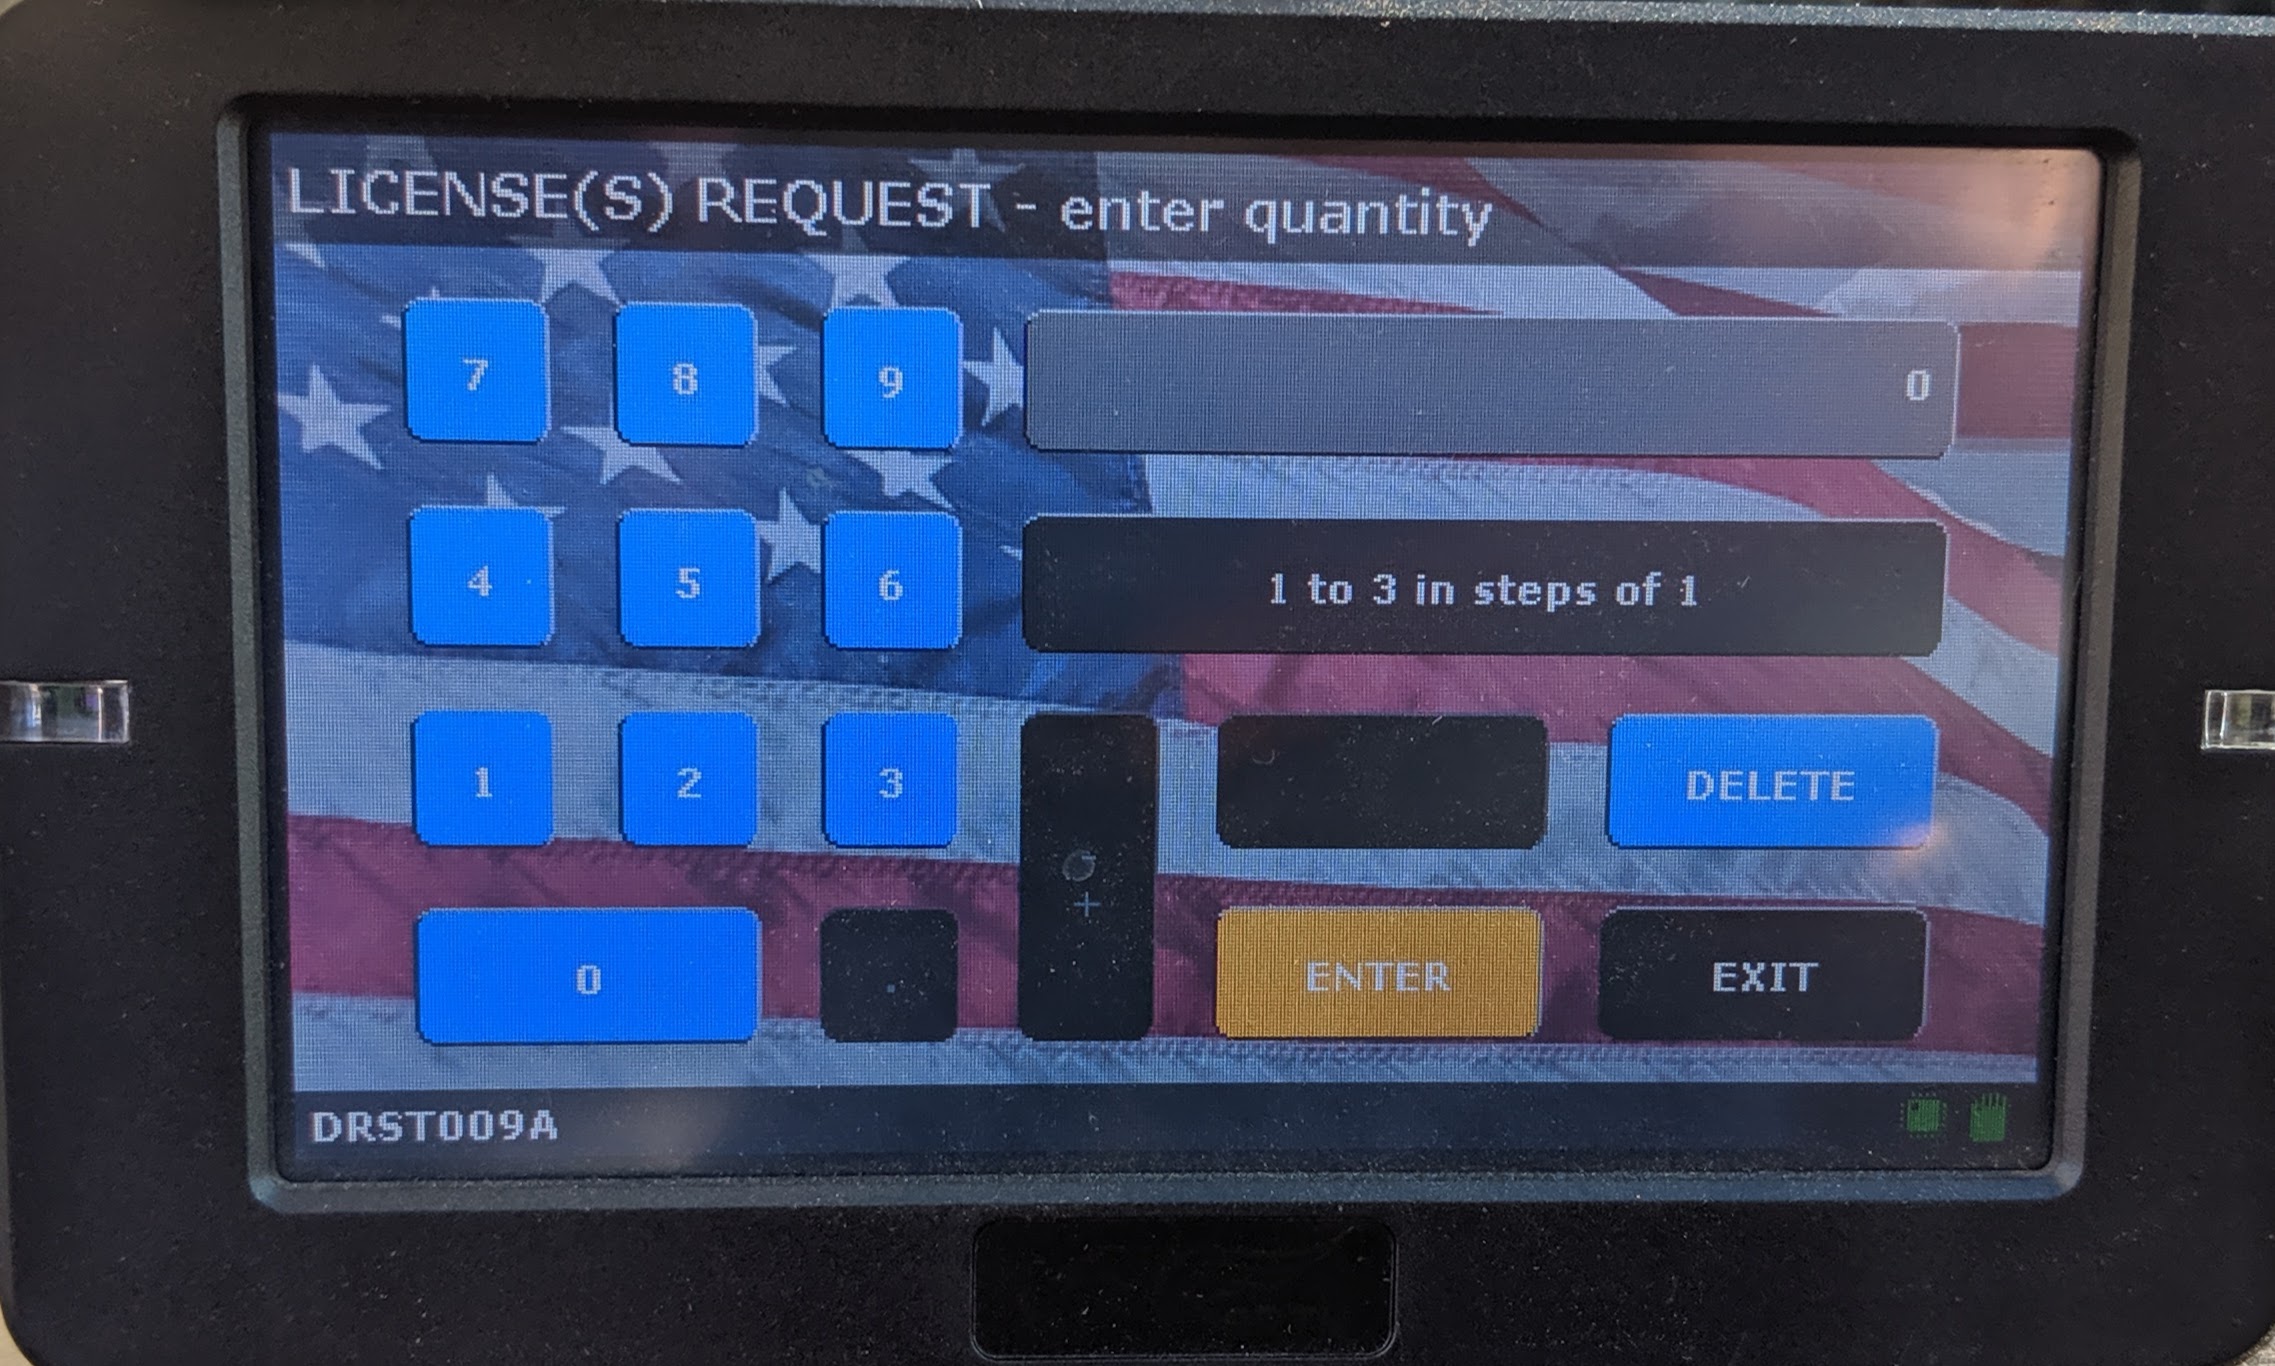 LICENSE(S) REQUEST - enter quantity
7 8 9 0
4 5 6 1 to 3 in steps of 1
1 2 3 DELETE
+
0 . ENTER EXIT
DRST009A